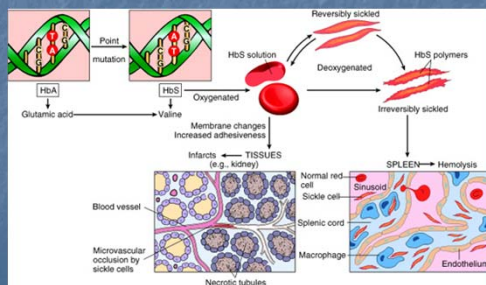 Reversibly sickled
HbS solution
HbS polymers
Point
mutation
T
A
A
T
C
G
C
G
Deoxygenated
HbA
HbS
Oxygenated
Irreversibly sickled
Glutamic acid
Valine
Membrane changes
Increased adhesiveness
Infarcts
TISSUES
(e.g., kidney)
SPLEEN
Hemolysis
Normal red
cell
Sickle cell
Sinusoid
Blood vessel
Splenic cord
Microvascular
occlusion by
sickle cells
Macrophage
Endothelium
Necrotic tubules